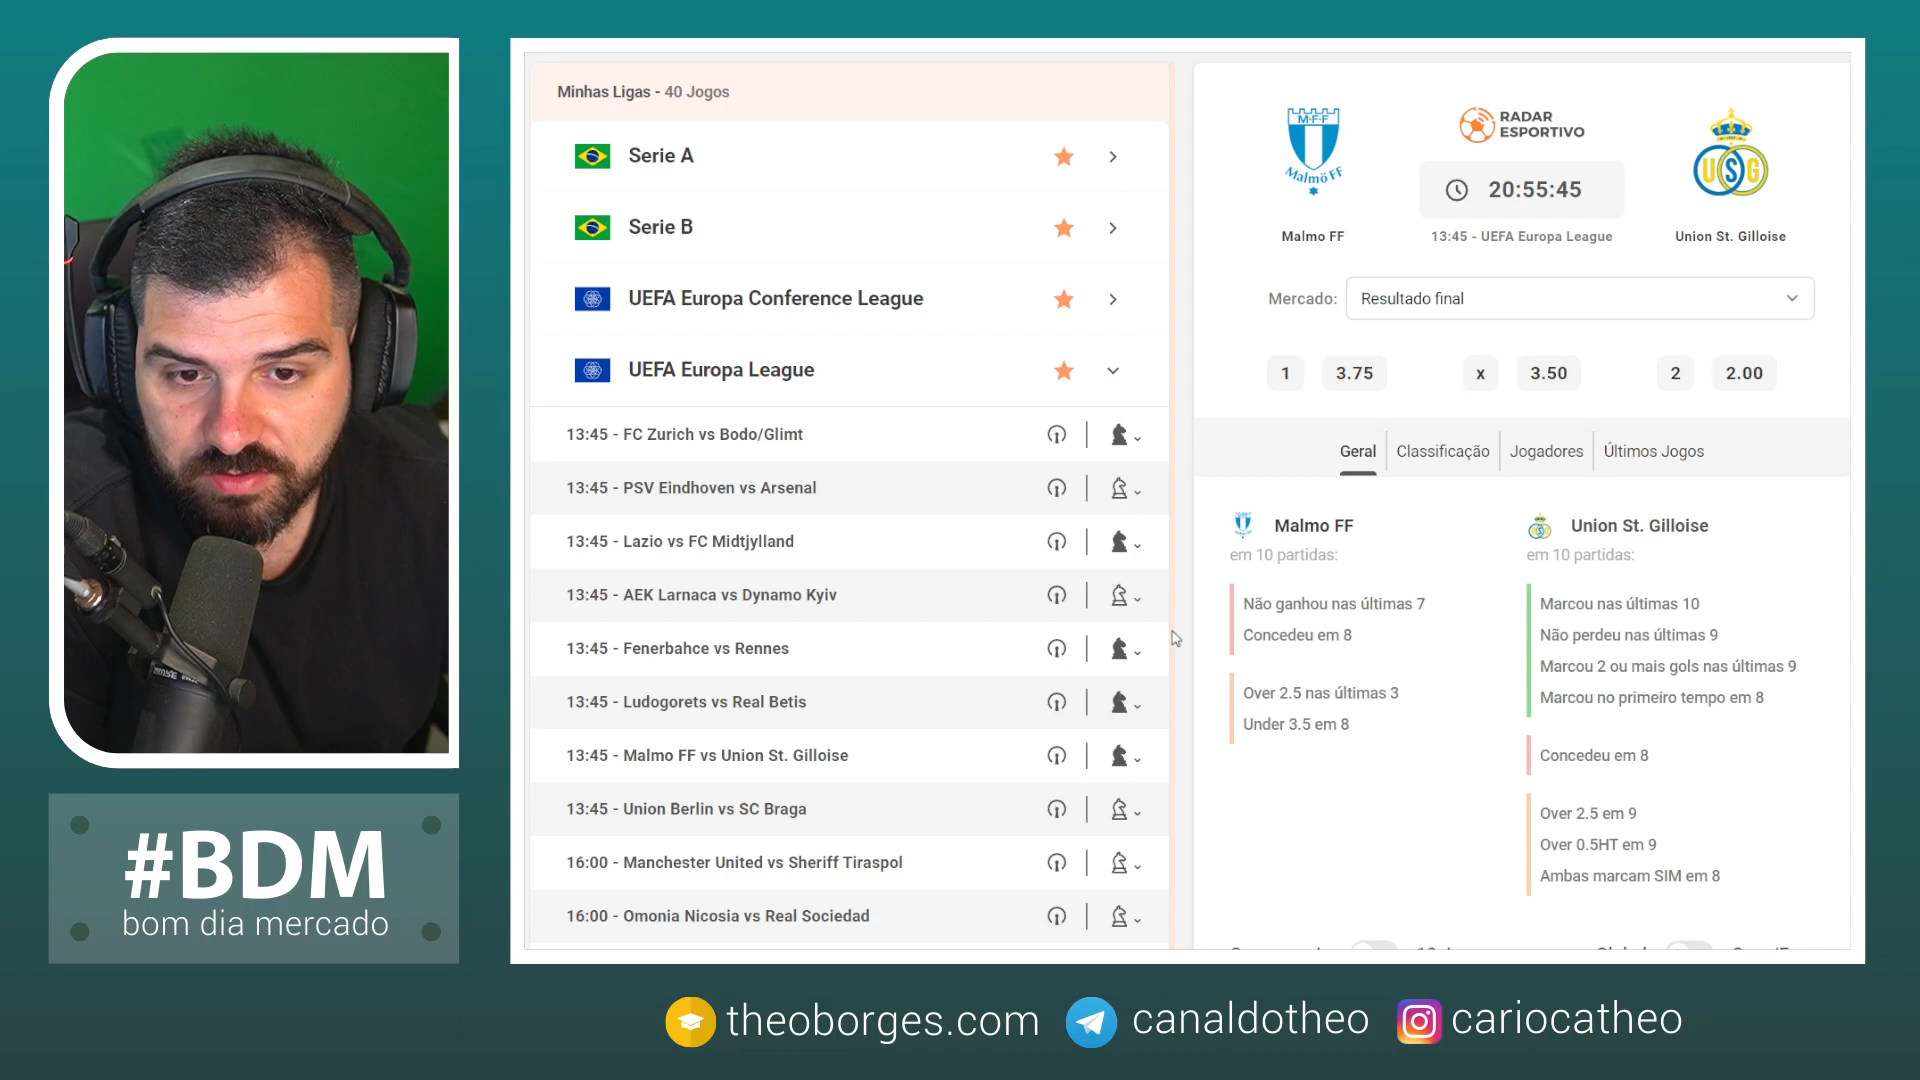 Minhas Ligas - 40 Jogos
Serie A
Serie B
UEFA Europa Conference League
UEFA Europa League
13:45 - FC Zurich vs Bodo/Glimt
13:45 - PSV Eindhoven vs Arsenal
13:45 - Lazio vs FC Midtjylland
13:45 - AEK Larnaca vs Dynamo Kyiv
13:45 - Fenerbahce vs Rennes
13:45 - Ludogorets vs Real Betis
13:45 - Malmo FF vs Union St. Gilloise
13:45 - Union Berlin vs SC Braga
16:00 - Manchester United vs Sheriff Tiraspol
16:00 - Omonia Nicosia vs Real Sociedad
M·F·F
Malmö FF
RADAR
ESPORTIVO
USG
20:55:45
Malmo FF
13:45 - UEFA Europa League
Union St. Gilloise
Mercado:
Resultado final
1 3.75 x 3.50 2 2.00
Geral Classificação Jogadores Últimos Jogos
Malmo FF
em 10 partidas:
Não ganhou nas últimas 7
Concedeu em 8
Over 2.5 nas últimas 3
Under 3.5 em 8
Union St. Gilloise
em 10 partidas:
Marcou nas últimas 10
Não perdeu nas últimas 9
Marcou 2 ou mais gols nas últimas 9
Marcou no primeiro tempo em 8
Concedeu em 8
Over 2.5 em 9
Over 0.5HT em 9
Ambas marcam SIM em 8
#BDM
bom dia mercado
theoborges.com
canaldotheo
cariocatheo